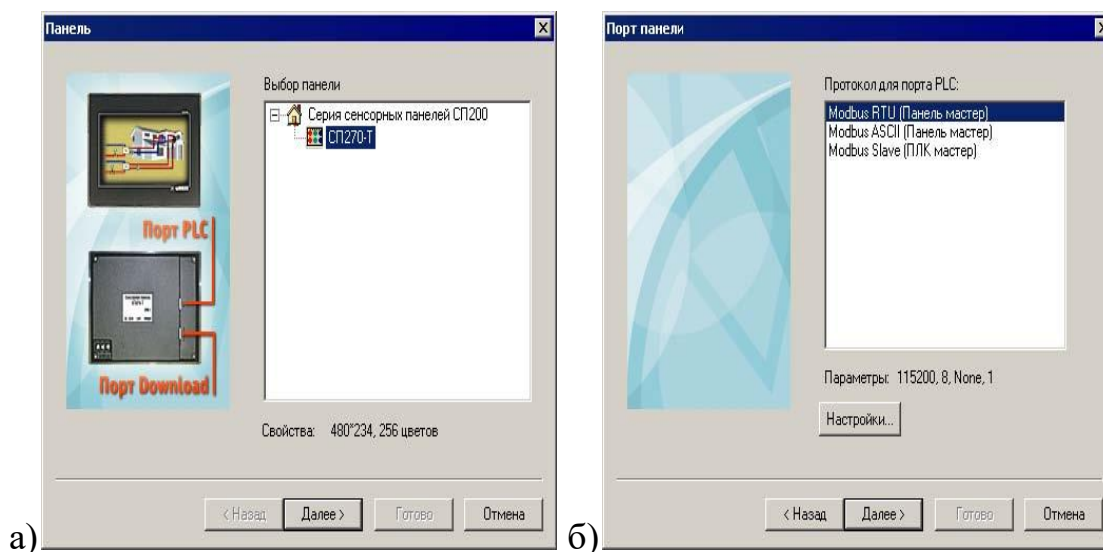 Панель
Выбор панели
Серия сенсорных панелей СП200
СП270-Т
Порт PLC
Порт Download
Свойства: 480*234, 256 цветов
< Назад Далее > Готово Отмена
а)
Порт панели
Протокол для порта PLC:
Modbus RTU (Панель мастер)
Modbus ASCII (Панель мастер)
Modbus Slave (ПЛК мастер)
Параметры: 115200, 8, None, 1
Настройки...
< Назад Далее > Готово Отмена
б)